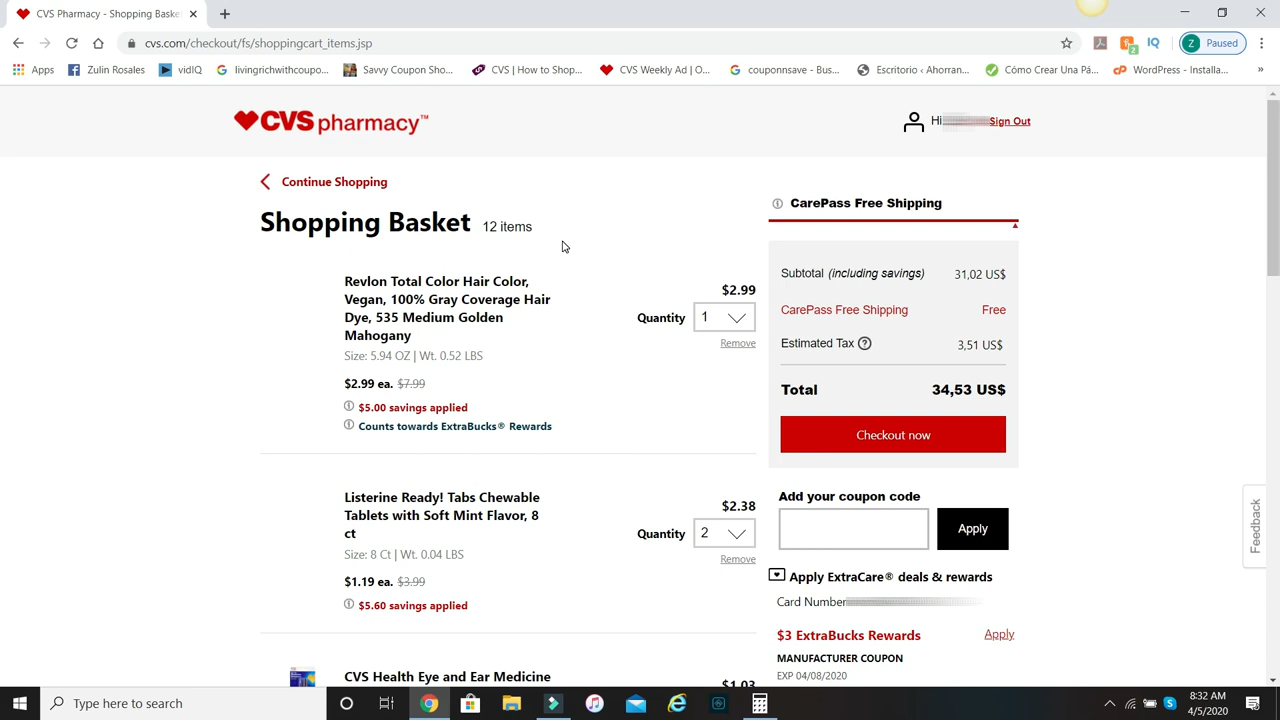 CVS Pharmacy - Shopping Basket
cvs.com/checkout/fs/shoppingcart_items.jsp
2
IQ
Z Paused
Apps
Zulin Rosales
vidIQ
livingrichwithcoupo...
Savvy Coupon Sho...
CVS | How to Shop...
CVS Weekly Ad | O...
couponnsave - Bus...
Escritorio ‹ Ahorran...
Cómo Crear Una Pá...
WordPress - Installa...
»
CVS pharmacy™
Hi
Sign Out
Continue Shopping
Shopping Basket 12 items
Revlon Total Color Hair Color,
Vegan, 100% Gray Coverage Hair
Dye, 535 Medium Golden
Mahogany
Size: 5.94 OZ | Wt. 0.52 LBS
$2.99 ea. $7.99
$5.00 savings applied
Counts towards ExtraBucks® Rewards
$2.99
Quantity 1
Remove
Listerine Ready! Tabs Chewable
Tablets with Soft Mint Flavor, 8
ct
Size: 8 Ct | Wt. 0.04 LBS
$1.19 ea. $3.99
$5.60 savings applied
$2.38
Quantity 2
Remove
CVS Health Eye and Ear Medicine
$1.03
CarePass Free Shipping
Subtotal (including savings) 31,02 US$
CarePass Free Shipping Free
Estimated Tax 3,51 US$
Total 34,53 US$
Checkout now
Add your coupon code
Apply
Apply ExtraCare® deals & rewards
Card Number
$3 ExtraBucks Rewards Apply
MANUFACTURER COUPON
EXP 04/08/2020
Feedback
Type here to search
8:32 AM
4/5/2020